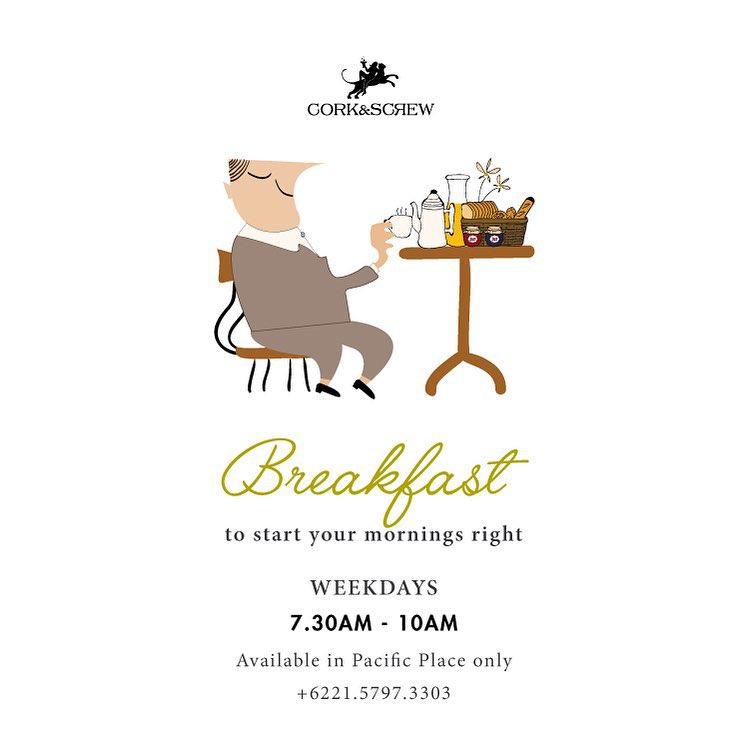 CORK&SCREW
Breakfast
to start your mornings right
WEEKDAYS
7.30AM - 10AM
Available in Pacific Place only
+6221.5797.3303